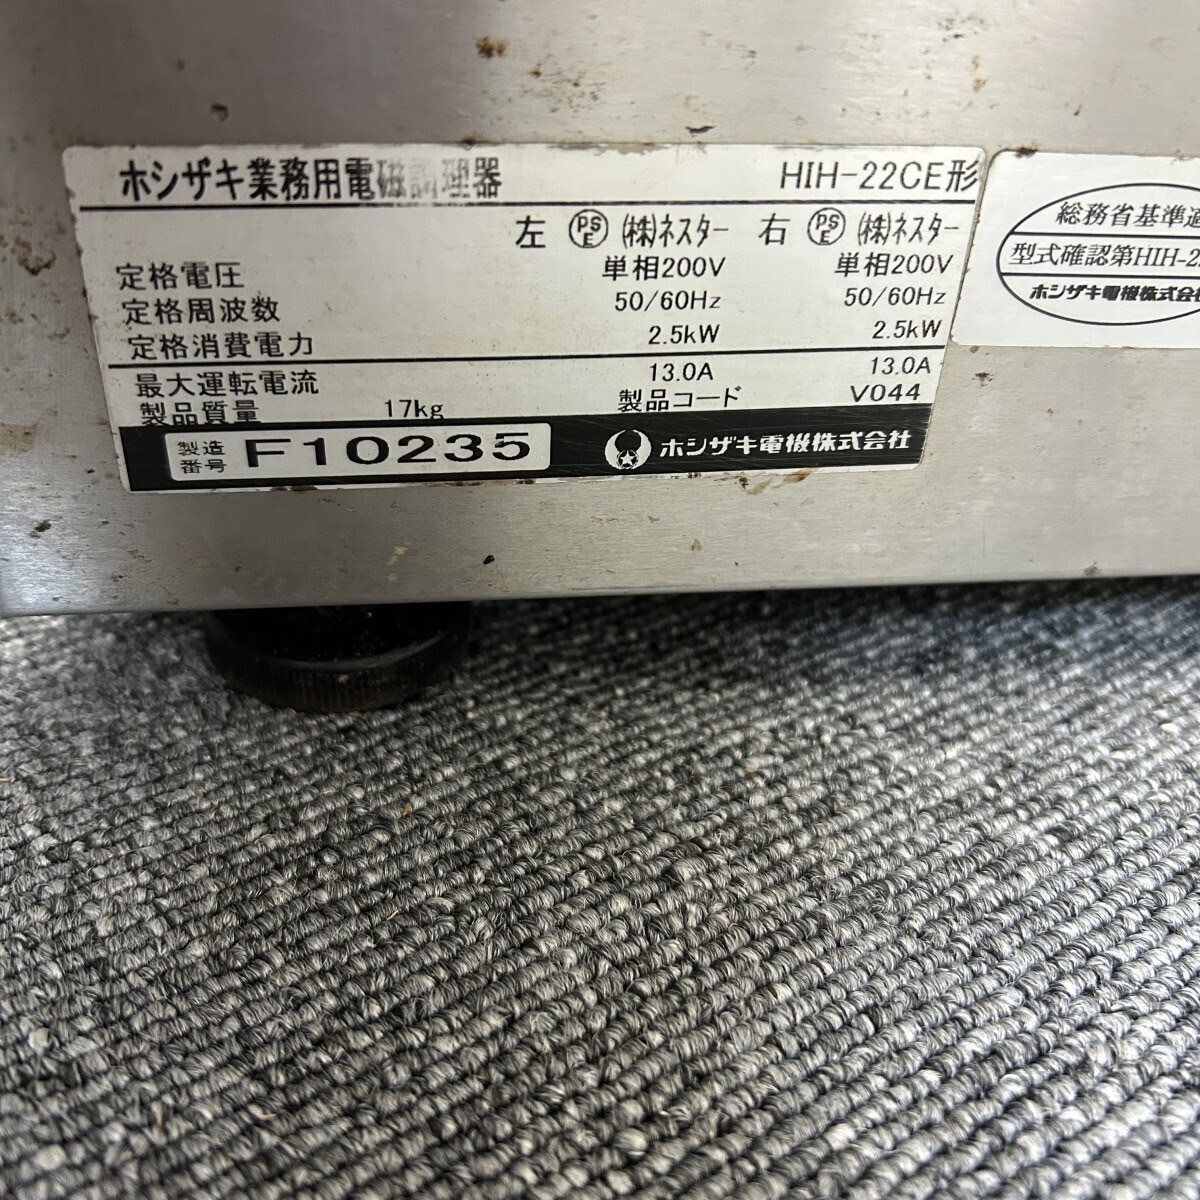 ホシザキ業務用電磁調理器 HIH-22CE形
左 PSE (株)ネスター 右 PSE (株)ネスター
定格電圧 単相200V 単相200V
定格周波数 50/60Hz 50/60Hz
定格消費電力 2.5kW 2.5kW
最大運転電流 13.0A 13.0A
製品質量 17kg 製品コード V044
製造番号 F10235 ホシザキ電機株式会社
総務省基準適
型式確認第HIH-2
ホシザキ電機株式会社